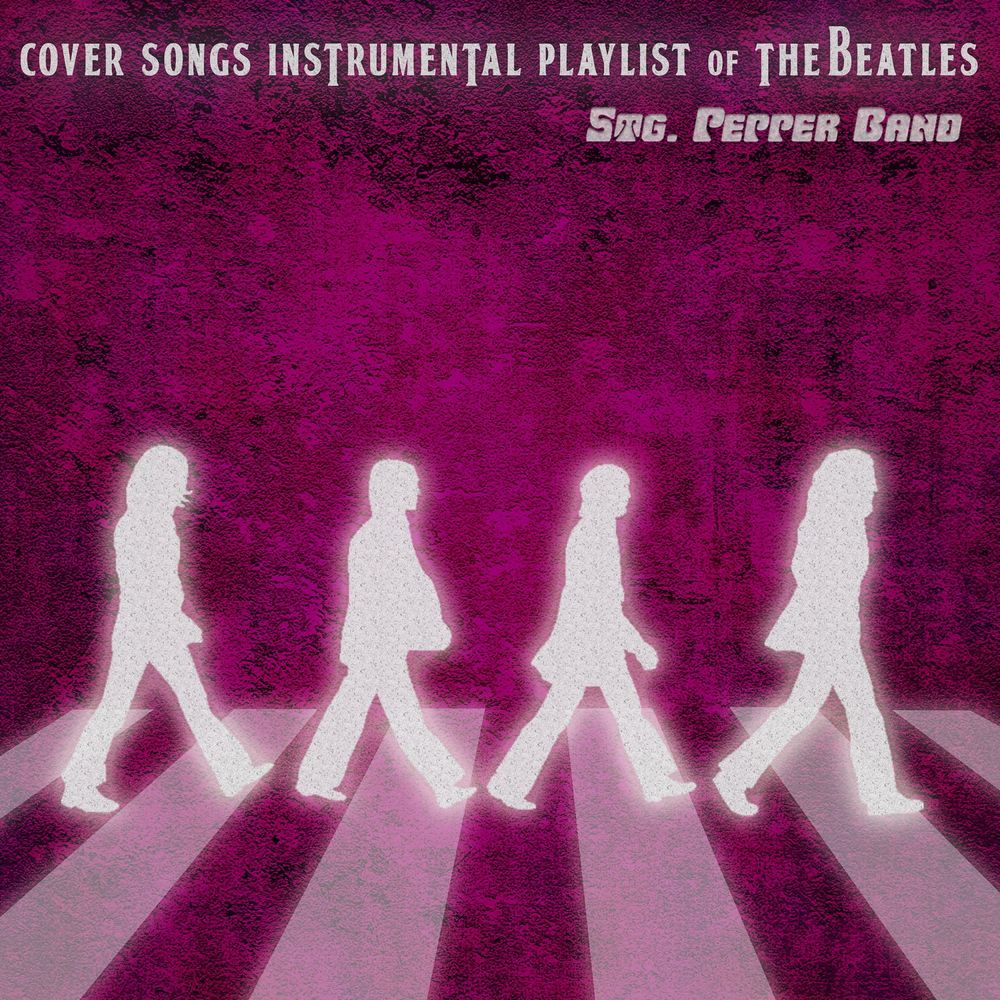 COVER SONGS INSTRUMENTAL PLAYLIST OF THE BEATLES
STG. PEPPER BAND